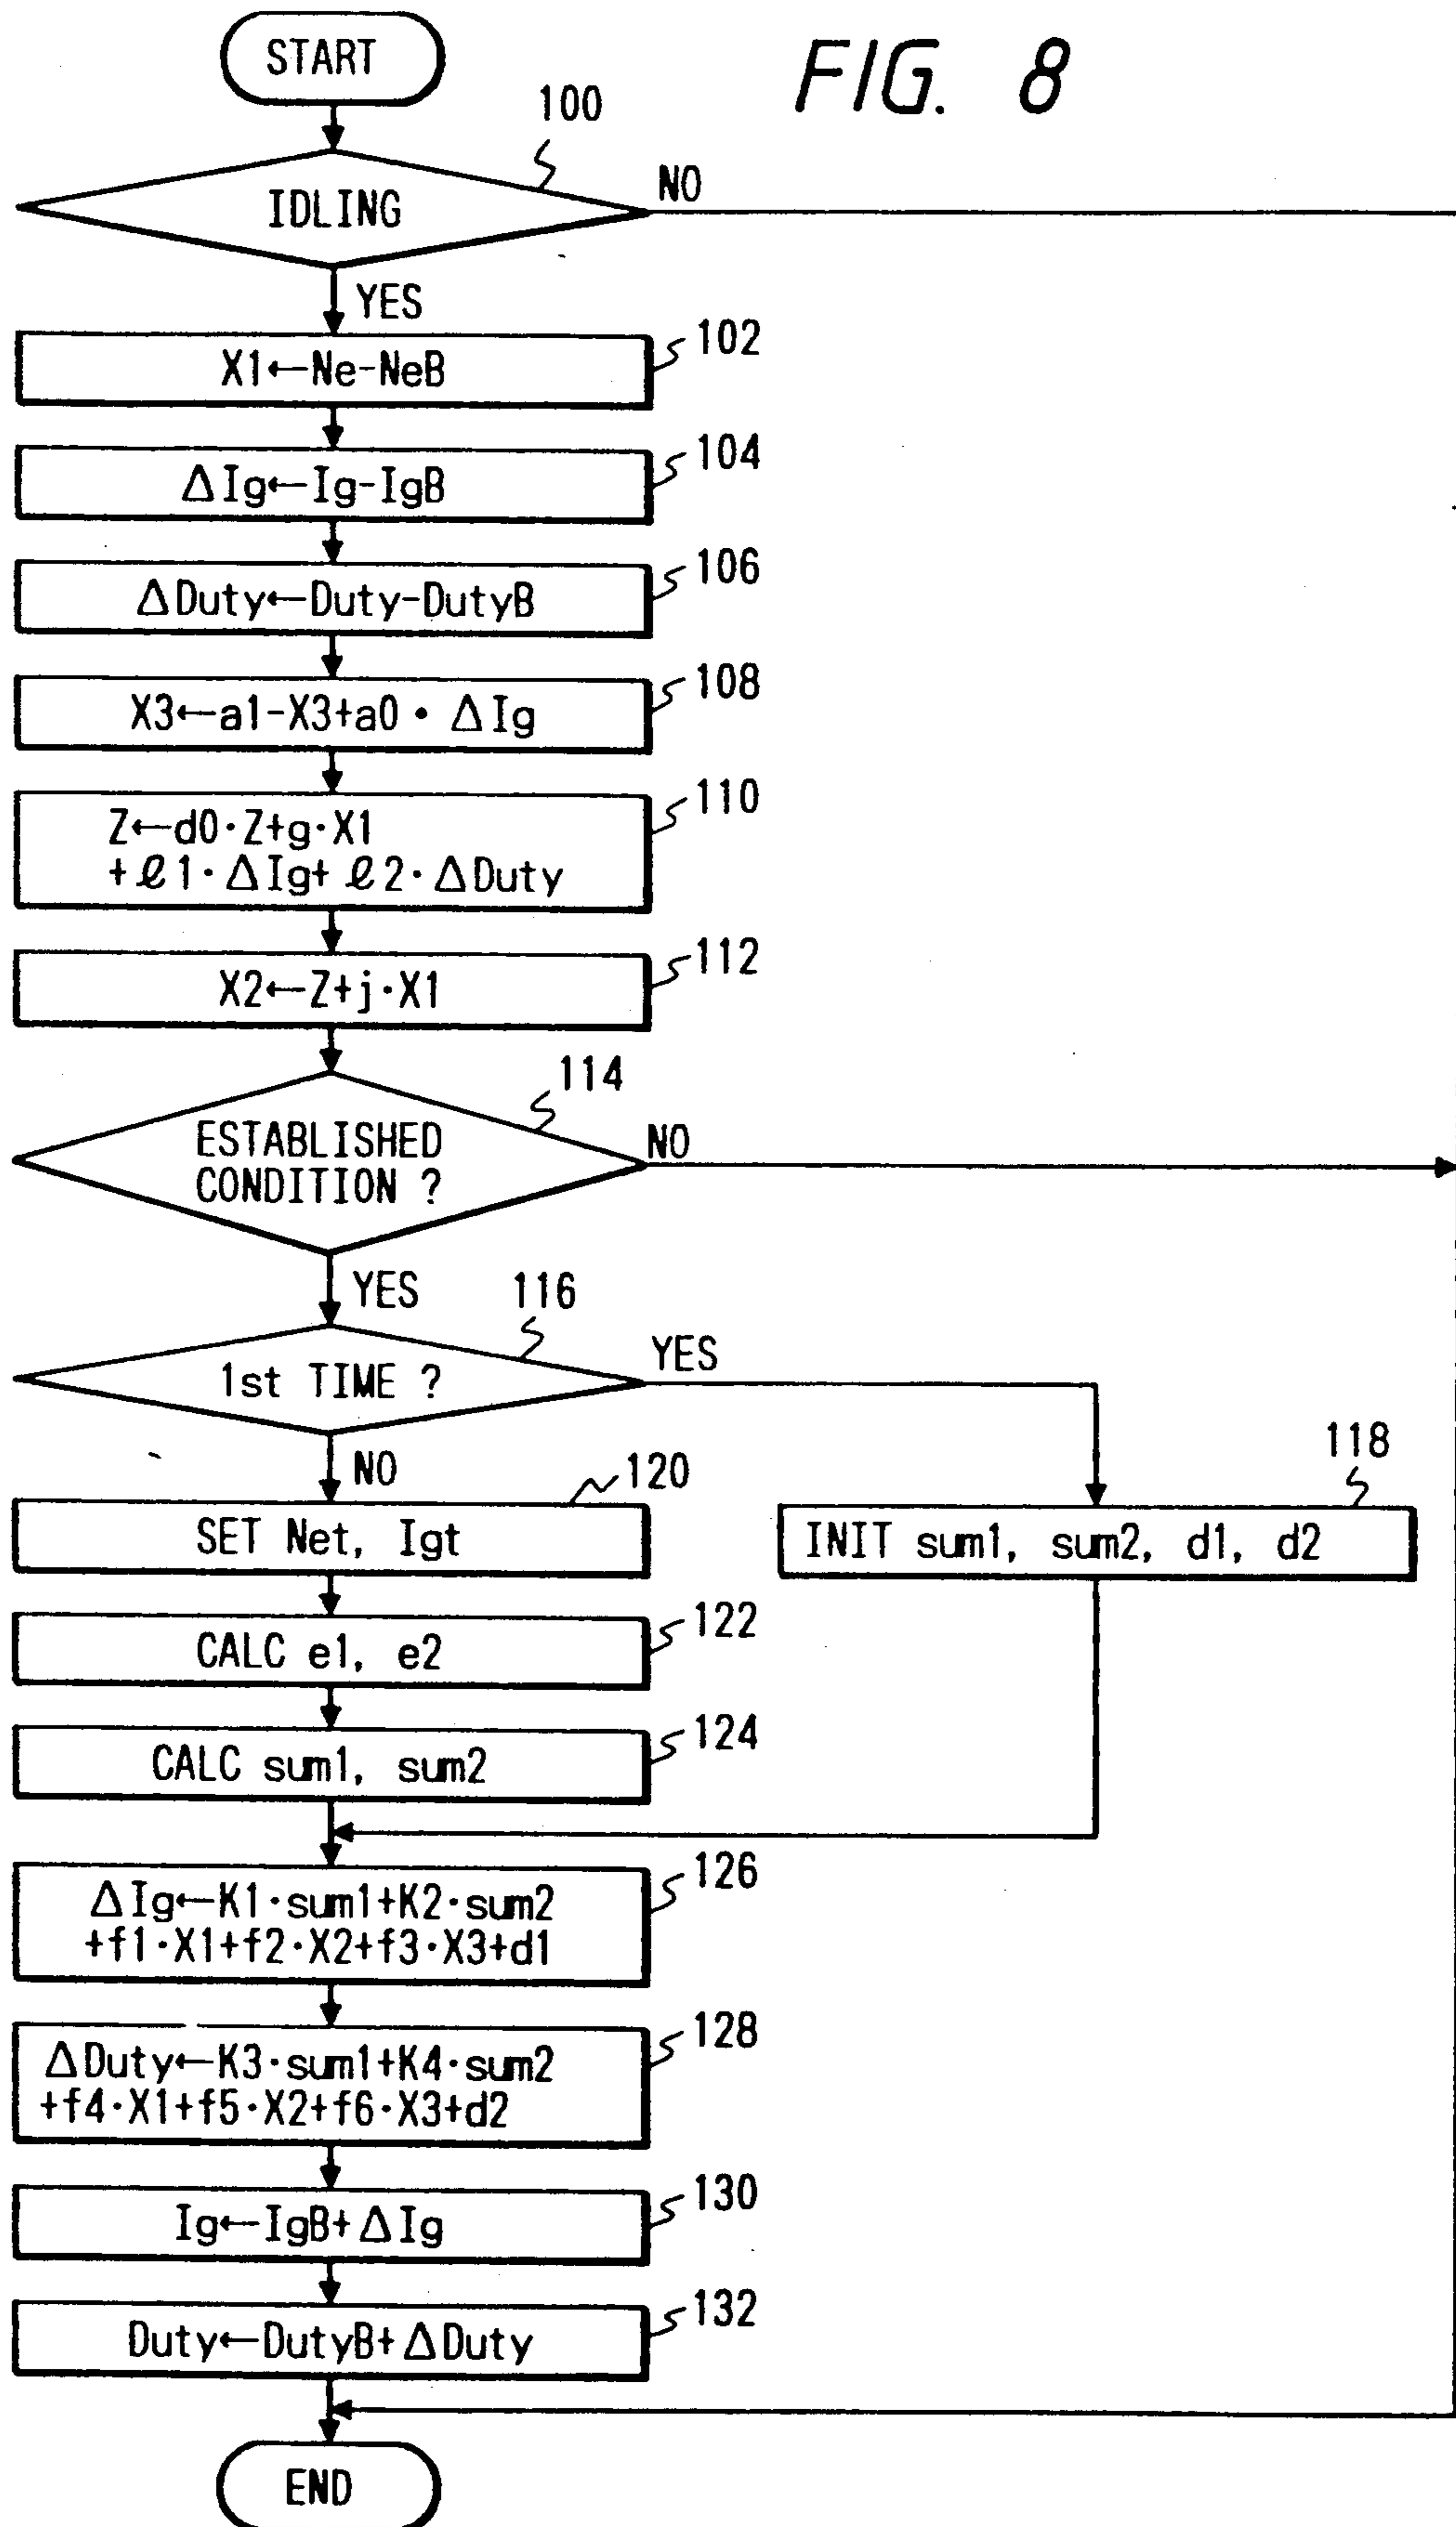 START
FIG. 8
100
IDLING
NO
YES
X1←Ne-NeB
102
ΔIg←Ig-IgB
104
ΔDuty←Duty-DutyB
106
X3←a1-X3+a0・ΔIg
108
Z←d0・Z+g・X1
+ℓ1・ΔIg+ℓ2・ΔDuty
110
X2←Z+j・X1
112
114
ESTABLISHED
CONDITION ?
NO
YES
116
1st TIME ?
YES
NO
120
118
SET Net, Igt
INIT sum1, sum2, d1, d2
CALC e1, e2
122
CALC sum1, sum2
124
ΔIg←K1・sum1+K2・sum2
+f1・X1+f2・X2+f3・X3+d1
126
ΔDuty←K3・sum1+K4・sum2
+f4・X1+f5・X2+f6・X3+d2
128
Ig←IgB+ΔIg
130
Duty←DutyB+ΔDuty
132
END